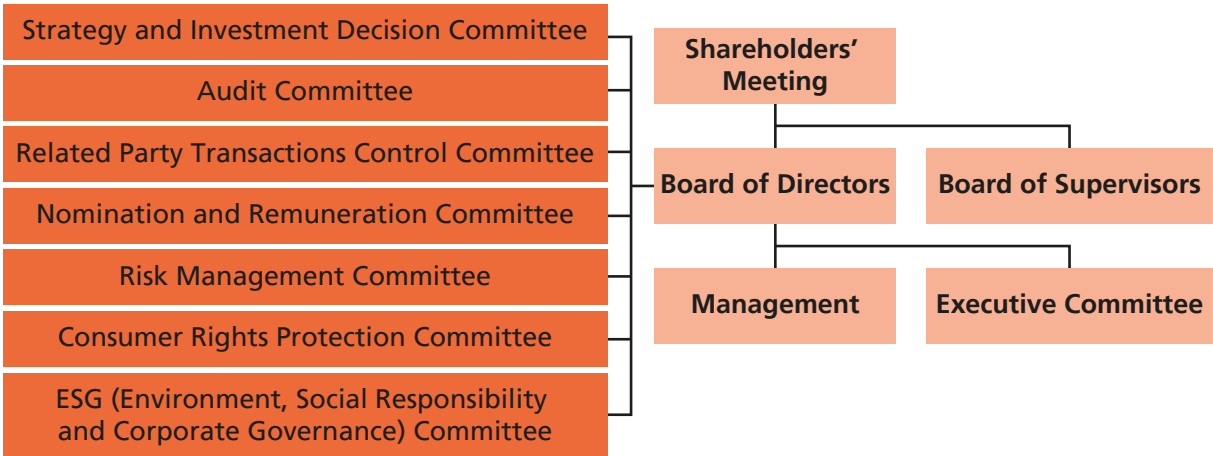 Strategy and Investment Decision Committee
Audit Committee
Related Party Transactions Control Committee
Nomination and Remuneration Committee
Risk Management Committee
Consumer Rights Protection Committee
ESG (Environment, Social Responsibility
and Corporate Governance) Committee
Shareholders’
Meeting
Board of Directors
Board of Supervisors
Management
Executive Committee